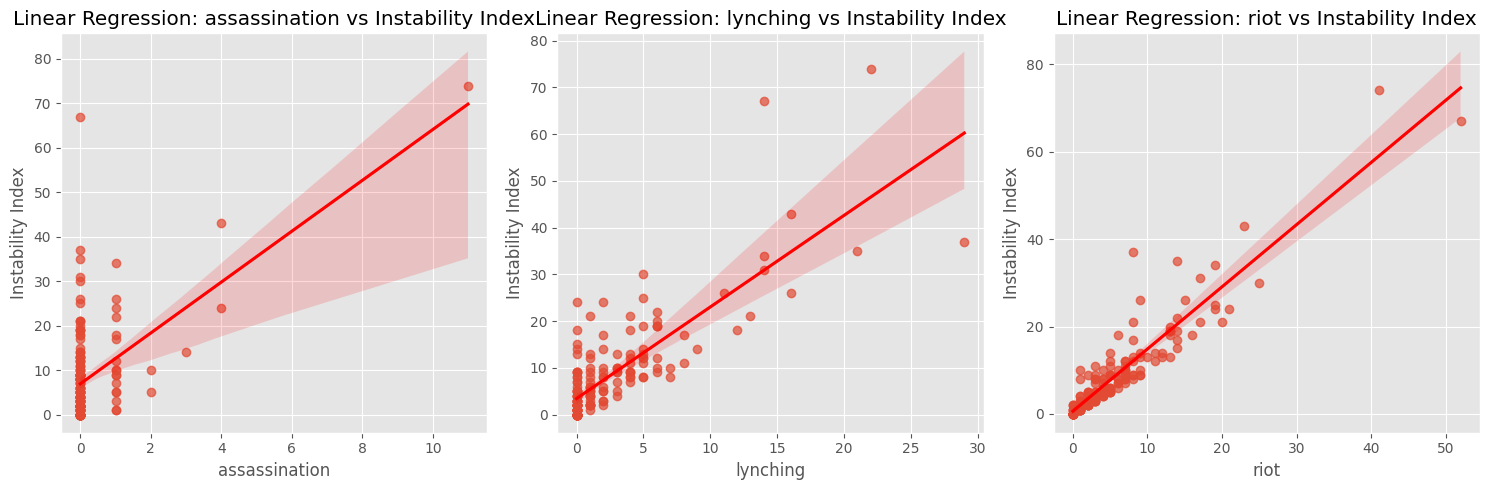 Linear Regression: assassination vs Instability Index
Instability Index
80
70
60
50
40
30
20
10
0
0 2 4 6 8 10
assassination
Linear Regression: lynching vs Instability Index
Instability Index
80
70
60
50
40
30
20
10
0
0 5 10 15 20 25 30
lynching
Linear Regression: riot vs Instability Index
Instability Index
80
60
40
20
0
0 10 20 30 40 50
riot